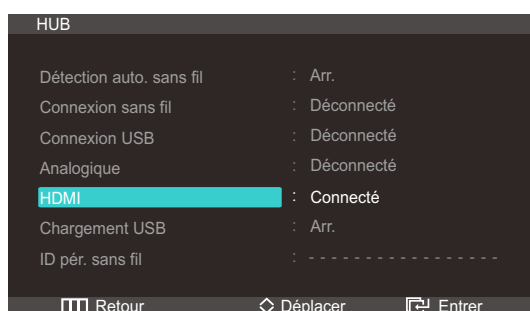 HUB
Détection auto. sans fil : Arr.
Connexion sans fil : Déconnecté
Connexion USB : Déconnecté
Analogique : Déconnecté
HDMI : Connecté
Chargement USB : Arr.
ID pér. sans fil : - - - - - - - - - - - - - - - - - -
Retour Déplacer Entrer